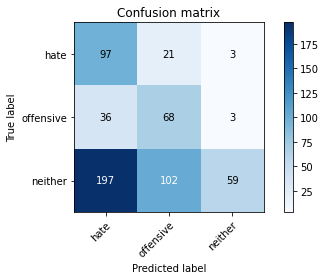 Confusion matrix
hate 97 21 3
offensive 36 68 3
neither 197 102 59
hate offensive neither
True label
Predicted label
175
150
125
100
75
50
25